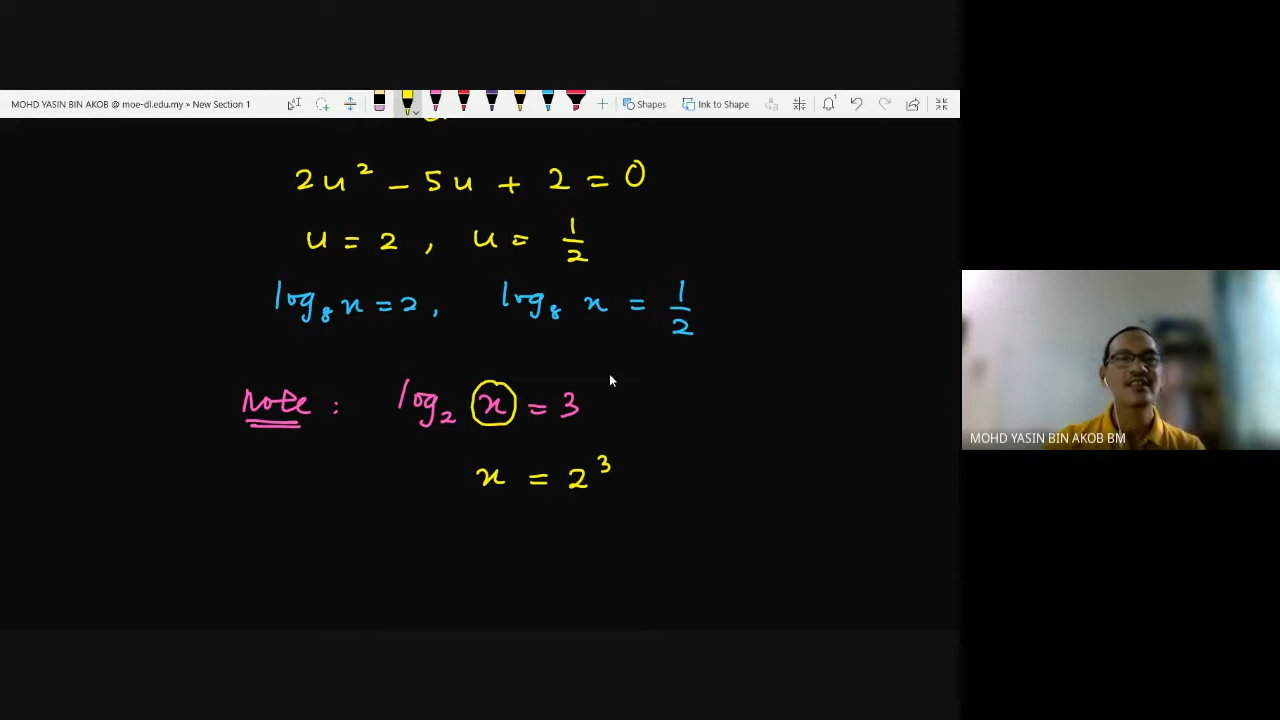 MOHD YASIN BIN AKOB @ moe-dl.edu.my » New Section 1 Shapes Ink to Shape
2u² - 5u + 2 = 0
u = 2 , u = 1/2
log₈ x = 2 , log₈ x = 1/2
Note : log₂ x = 3
x = 2³
MOHD YASIN BIN AKOB BM